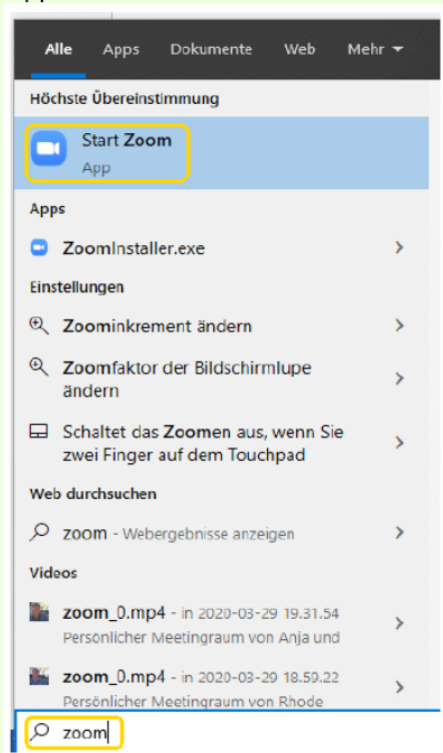 Alle Apps Dokumente Web Mehr
Höchste Übereinstimmung
Start Zoom
App
Apps
ZoomInstaller.exe
Einstellungen
Zoominkrement ändern
Zoomfaktor der Bildschirmlupe
ändern
Schaltet das Zoomen aus, wenn Sie
zwei Finger auf dem Touchpad
Web durchsuchen
zoom - Webergebnisse anzeigen
Videos
zoom_0.mp4 - in 2020-03-29 19.31.54
Persönlicher Meetingraum von Anja und
zoom_0.mp4 - in 2020-03-29 18.59.22
Persönlicher Meetingraum von Rhode
zoom